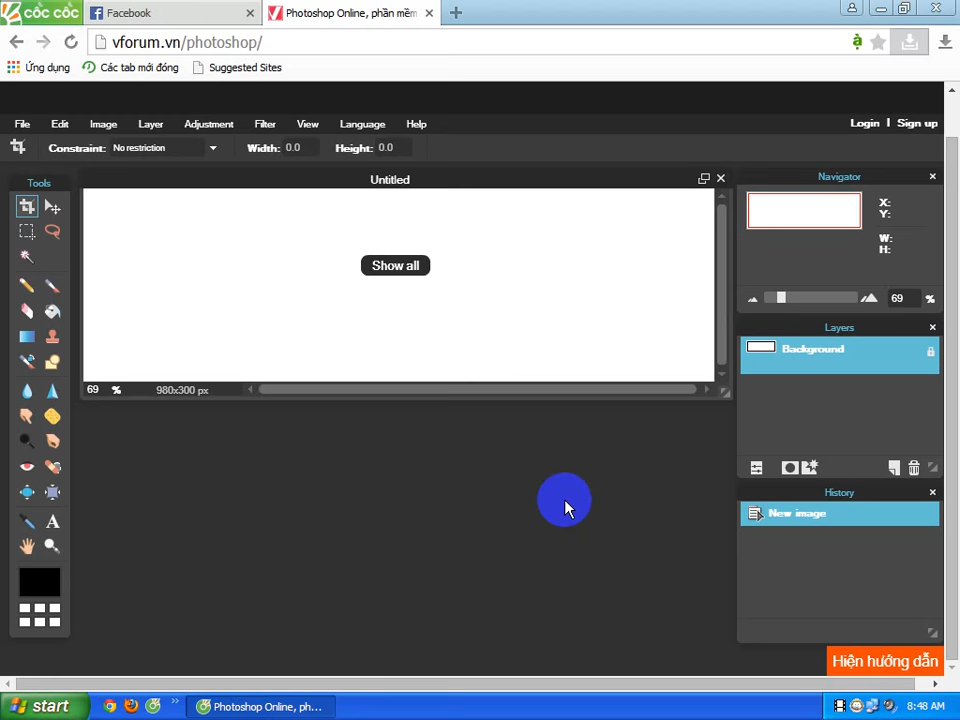 cốc cốc
Facebook
Photoshop Online, phần mềm
vforum.vn/photoshop/
Ứng dụng
Các tab mới đóng
Suggested Sites
File Edit Image Layer Adjustment Filter View Language Help
Login | Sign up
Constraint: No restriction Width: 0.0 Height: 0.0
Tools
Untitled
Navigator
X:
Y:
W:
H:
Show all
69 %
Layers
Background
69 % 980x300 px
History
New image
A
Hiện hướng dẫn
start
Photoshop Online, ph...
8:48 AM